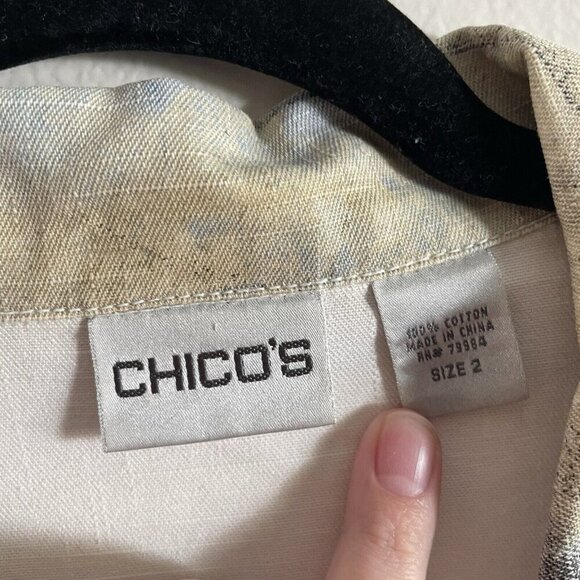 CHICO'S
100% COTTON
MADE IN CHINA
RN# 79984
SIZE 2